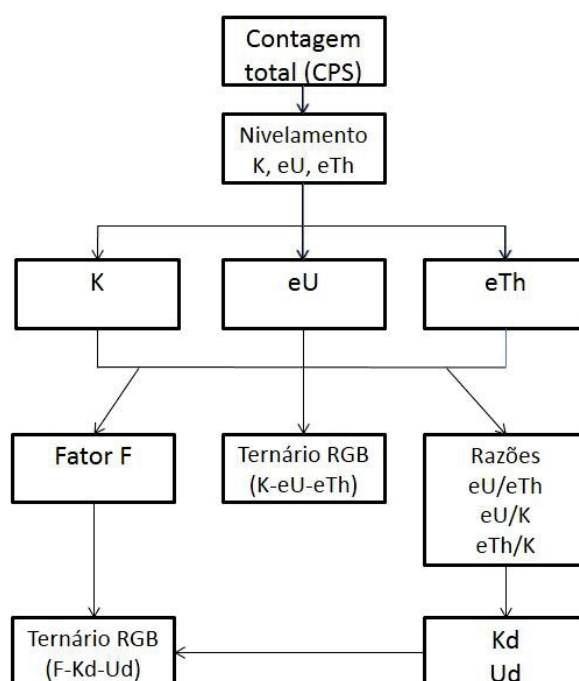 Contagem
total (CPS)
Nivelamento
K, eU, eTh
K
eU
eTh
Fator F
Ternário RGB
(K-eU-eTh)
Razões
eU/eTh
eU/K
eTh/K
Ternário RGB
(F-Kd-Ud)
Kd
Ud